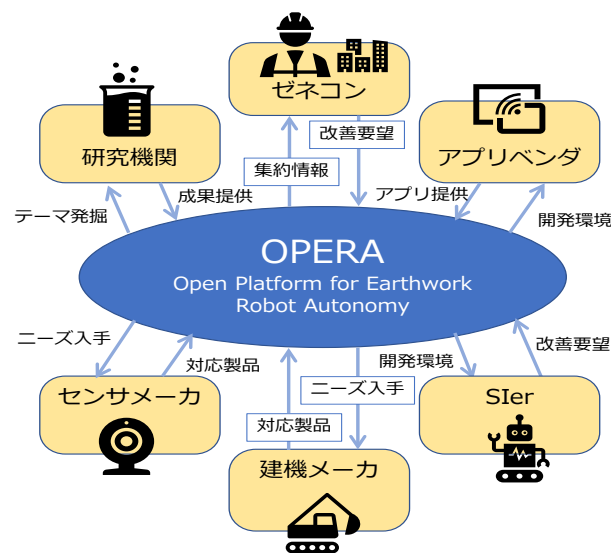 ゼネコン
研究機関
アプリベンダ
改善要望
集約情報
テーマ発掘
成果提供
アプリ提供
開発環境
OPERA
Open Platform for Earthwork
Robot Autonomy
ニーズ入手
対応製品
開発環境
改善要望
ニーズ入手
対応製品
センサメーカ
SIer
建機メーカ